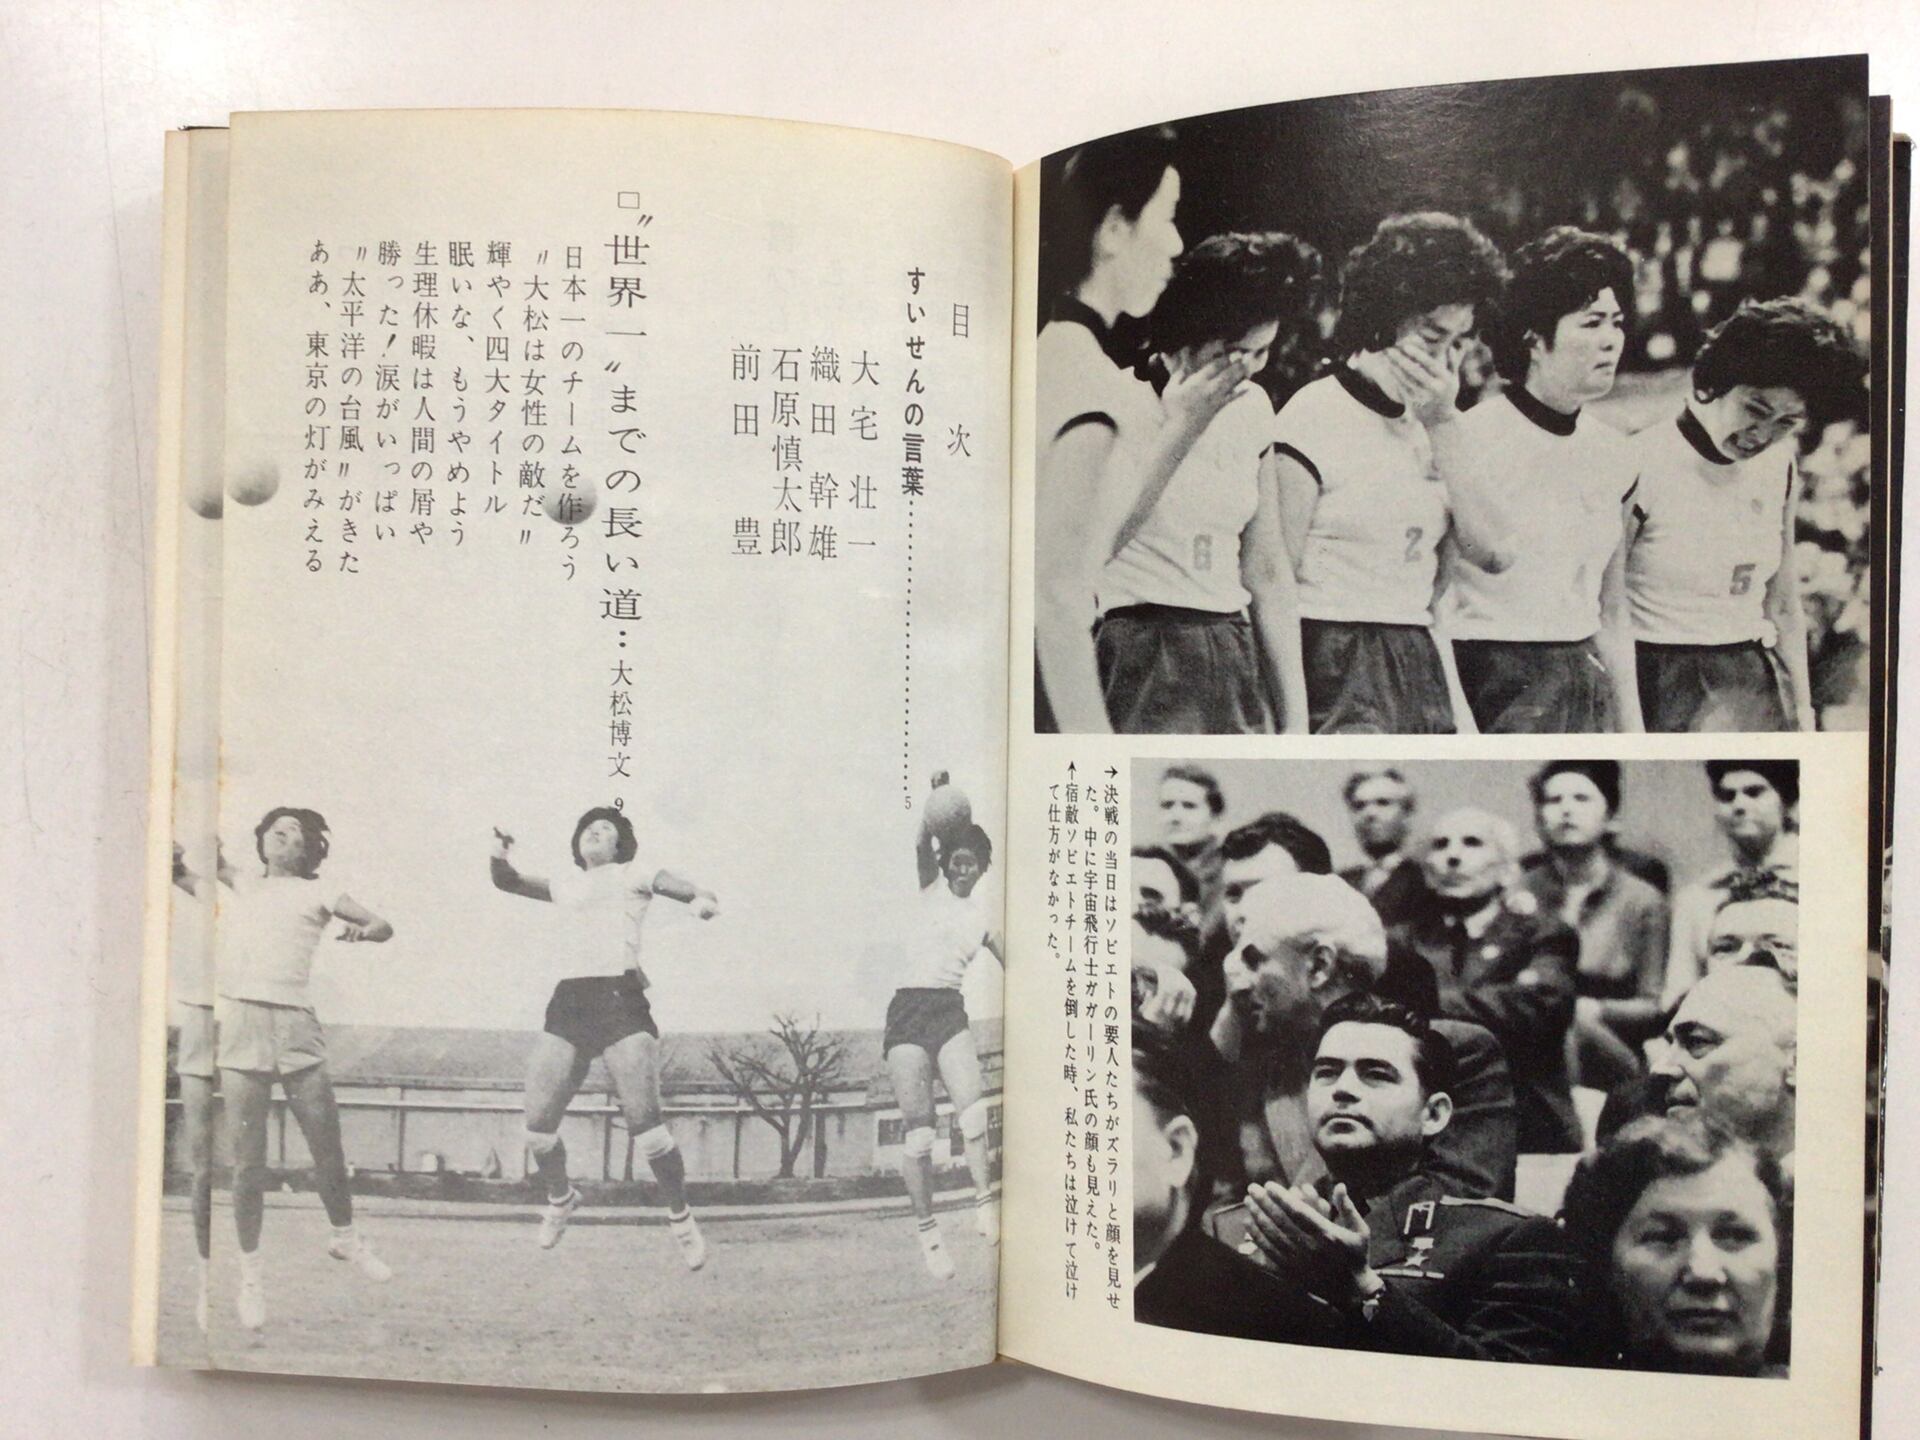 6
2
5
→決戦の当日はソビエトの要人たちがズラリと顔を見せ
た。中に宇宙飛行士ガガーリン氏の顔も見えた。
↑宿敵ソビエトチームを倒した時、私たちは泣けて泣け
て仕方がなかった。
目次
すいせんの言葉……………………5
大宅壮一
織田幹雄
石原慎太郎
前田豊
□〝世界一〟までの長い道…大松博文 9
日本一のチームを作ろう
〃大松は女性の敵だ〃
輝やく四大タイトル
眠いな、もうやめよう
生理休暇は人間の屑や
勝った!涙がいっぱい
〃太平洋の台風〃がきた
ああ、東京の灯がみえる